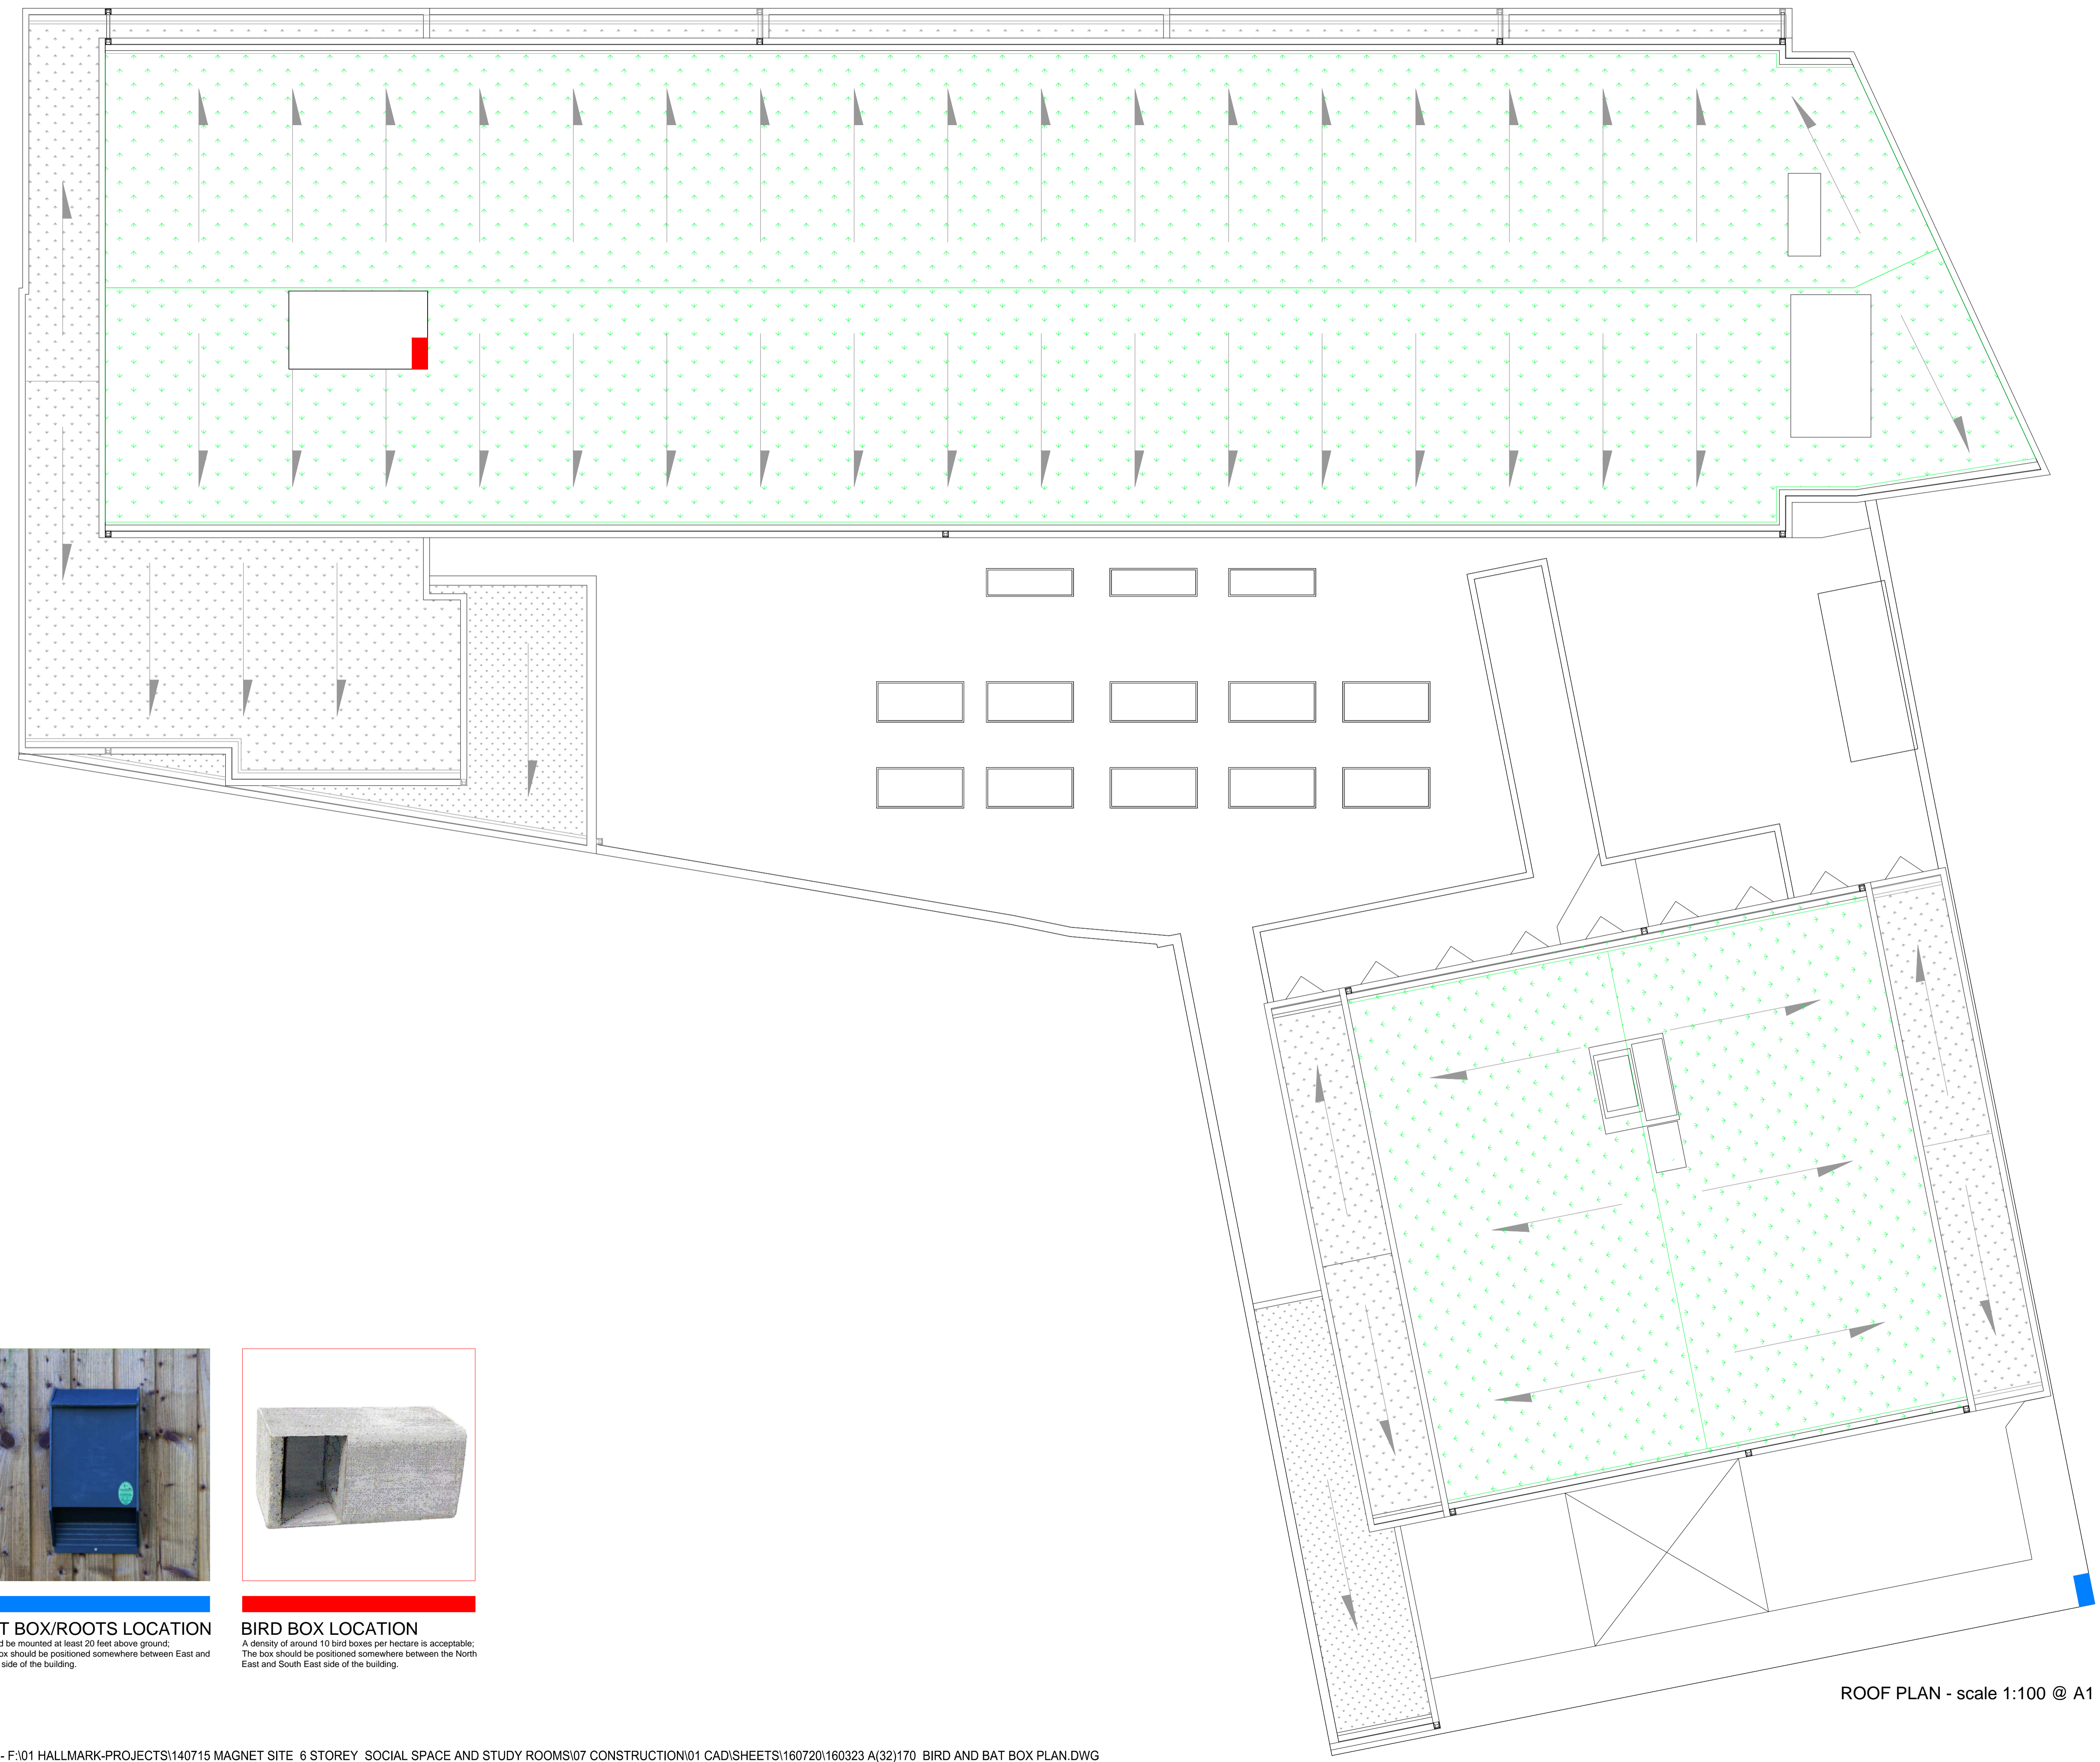 T BOX/ROOTS LOCATION
d be mounted at least 20 feet above ground;
ox should be positioned somewhere between East and
side of the building.
BIRD BOX LOCATION
A density of around 10 bird boxes per hectare is acceptable;
The box should be positioned somewhere between the North
East and South East side of the building.
ROOF PLAN - scale 1:100 @ A1
- F:\01 HALLMARK-PROJECTS\140715 MAGNET SITE  6 STOREY  SOCIAL SPACE AND STUDY ROOMS\07 CONSTRUCTION\01 CAD\SHEETS\160720\160323 A(32)170  BIRD AND BAT BOX PLAN.DWG